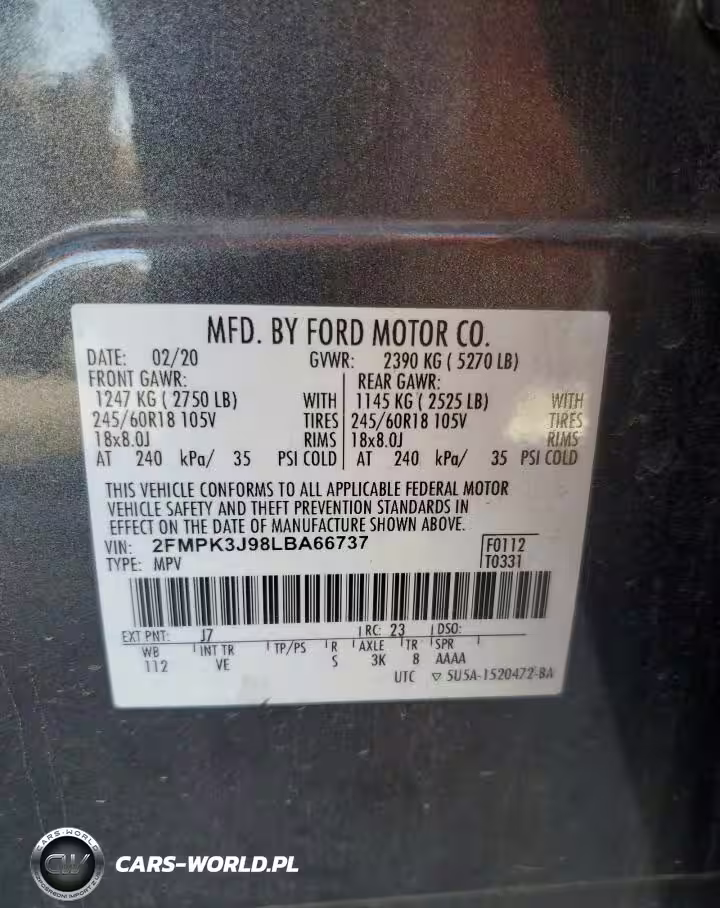 MFD. BY FORD MOTOR CO.
DATE: 02/20 GVWR: 2390 KG ( 5270 LB)
FRONT GAWR: REAR GAWR:
1247 KG ( 2750 LB) WITH 1145 KG ( 2525 LB) WITH
245/60R18 105V TIRES 245/60R18 105V TIRES
18x8.0J RIMS 18x8.0J RIMS
AT 240 kPa/ 35 PSI COLD AT 240 kPa/ 35 PSI COLD
THIS VEHICLE CONFORMS TO ALL APPLICABLE FEDERAL MOTOR
VEHICLE SAFETY AND THEFT PREVENTION STANDARDS IN
EFFECT ON THE DATE OF MANUFACTURE SHOWN ABOVE.
VIN: 2FMPK3J98LBA66737 F0112
TYPE: MPV T0331
EXT PNT: J7 RC: 23 DSO:
WB INT TR TP/PS R AXLE TR SPR
112 VE S 3K 8 AAAA
UTC ▽ 5U5A-1520472-BA
CARS-WORLD
CW
CARS-WORLD.PL